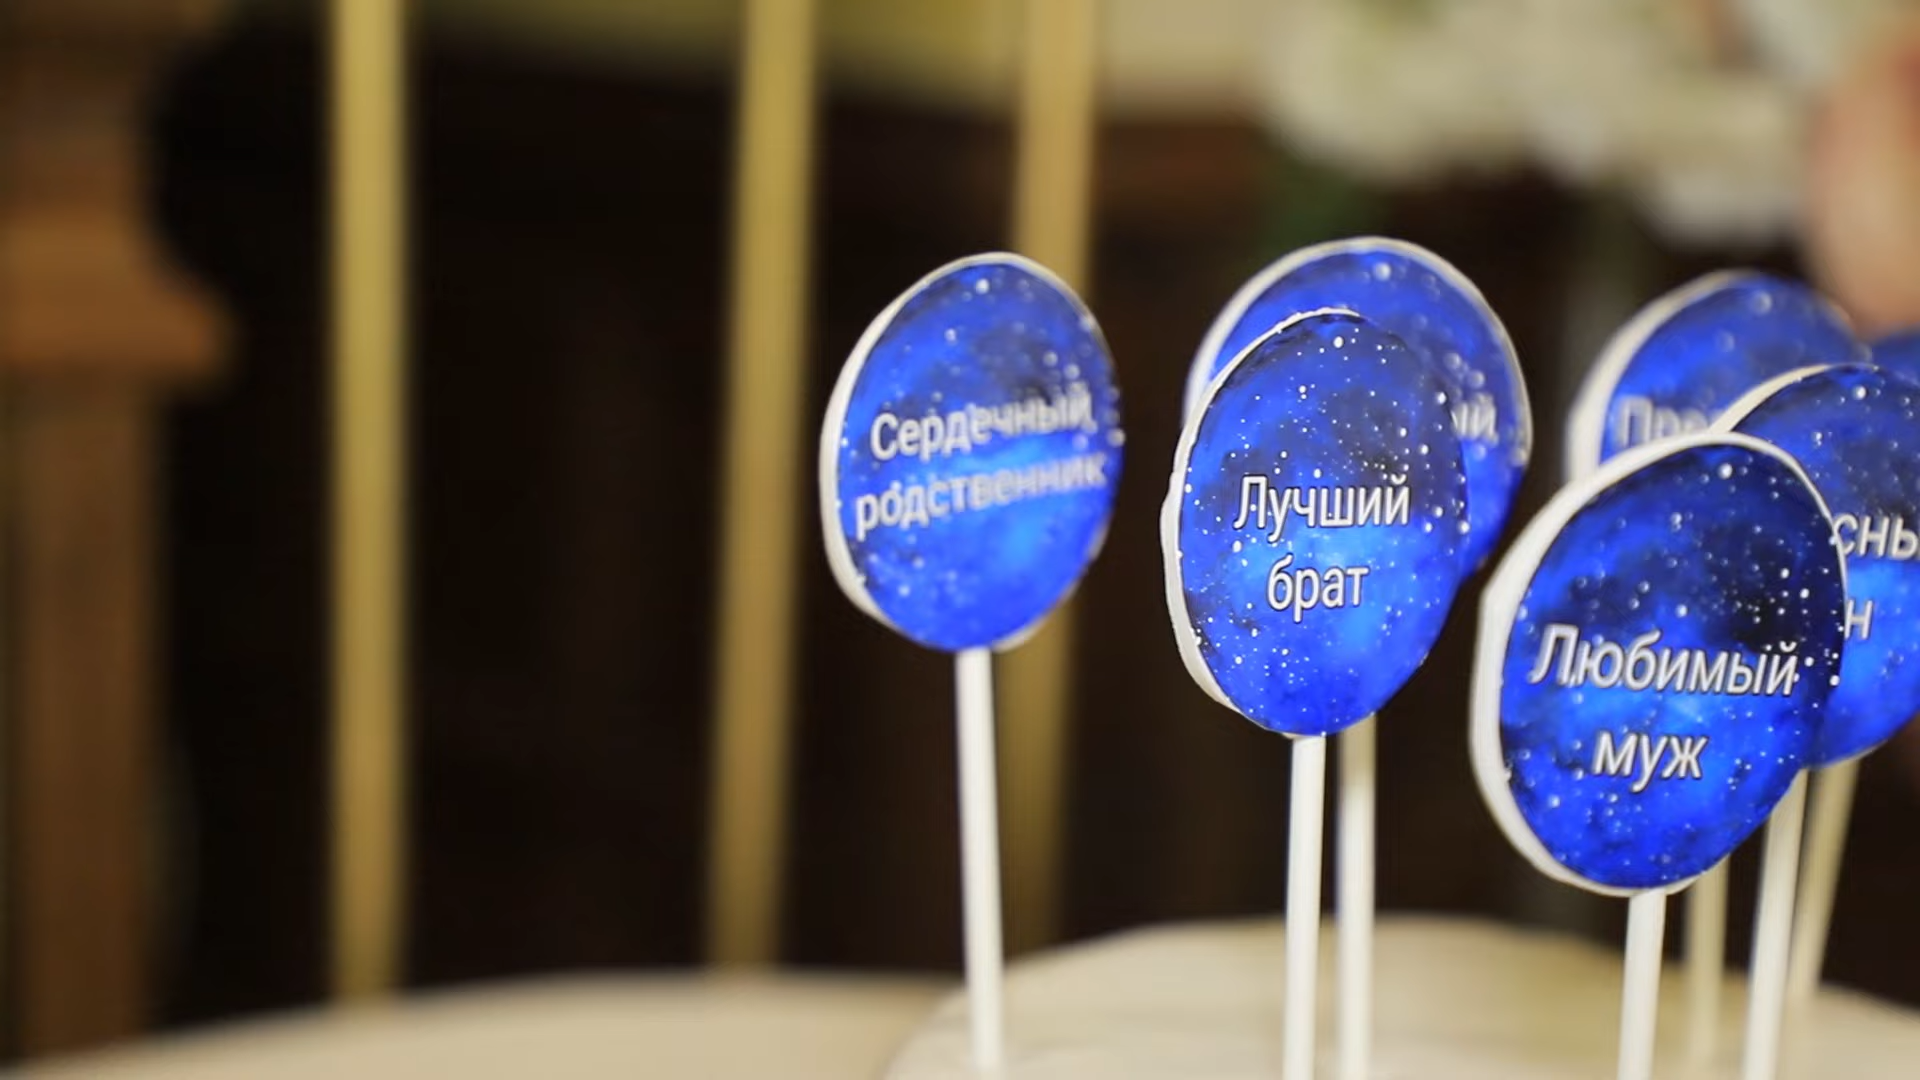 Сердечный
родственник
Лучший
брат
Любимый
муж